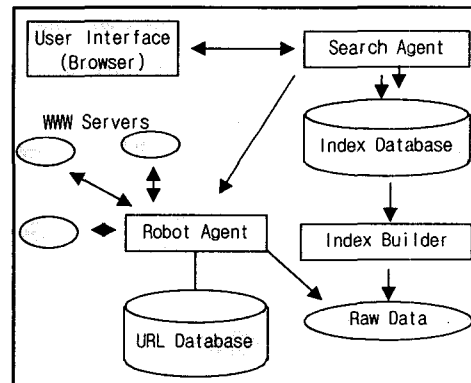 User Interface
(Browser)
Search Agent
WWW Servers
Index Database
Robot Agent
Index Builder
URL Database
Raw Data